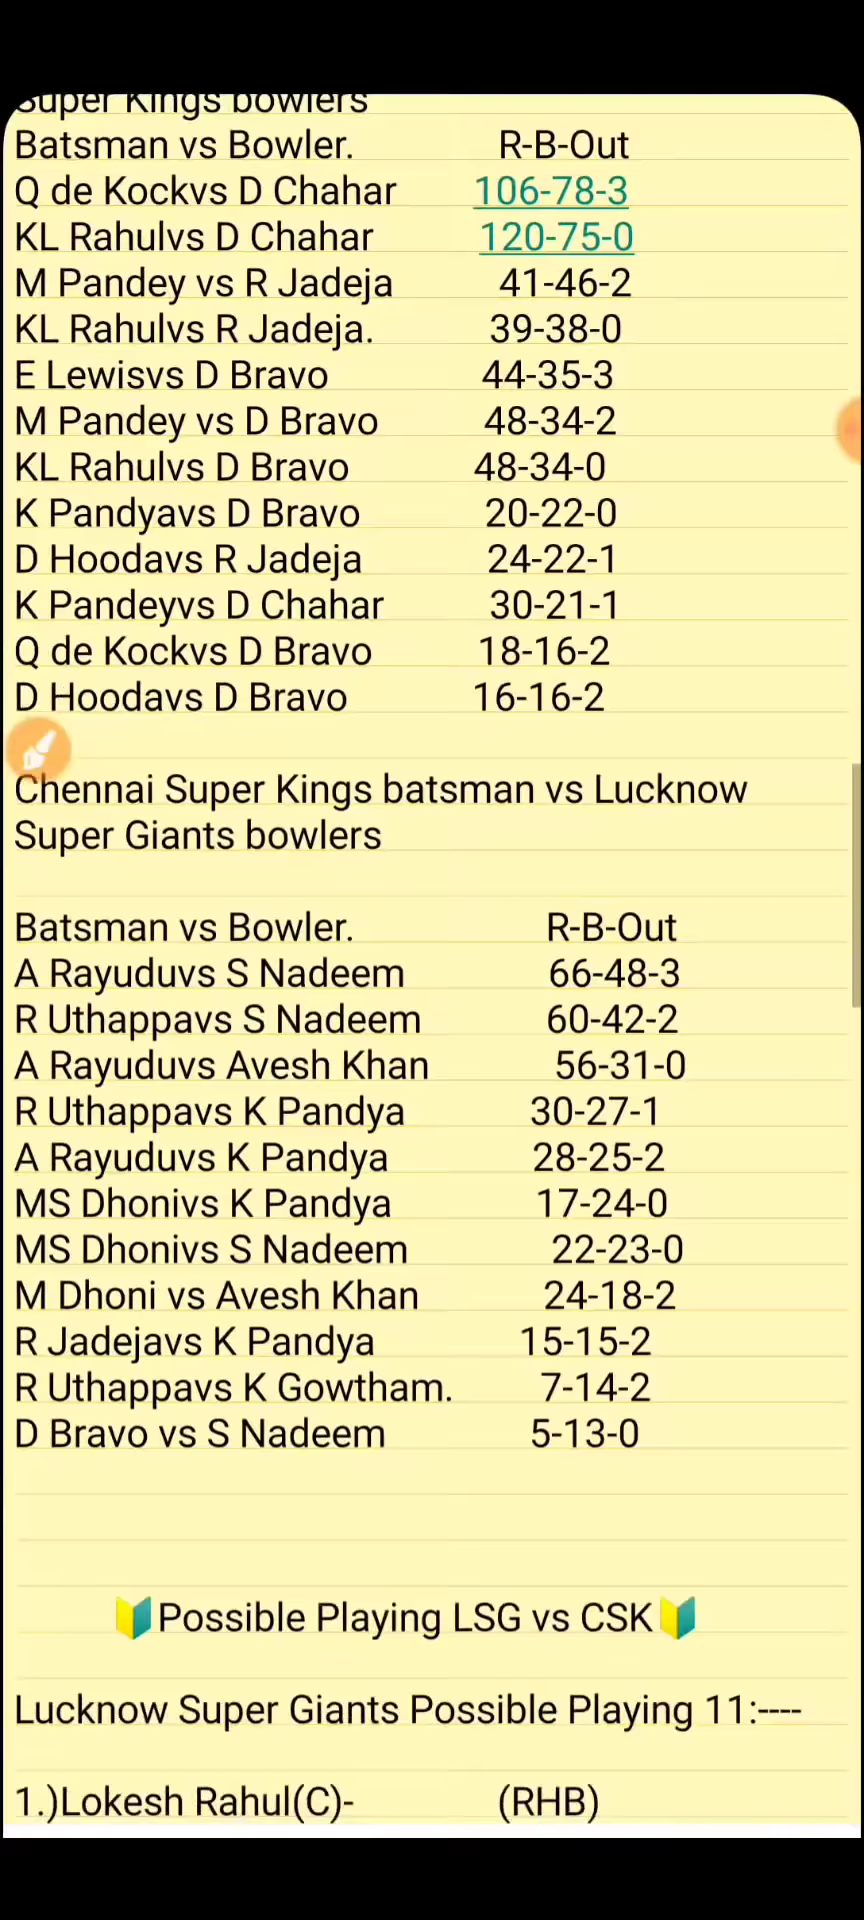 Super Kings bowlers
Batsman vs Bowler. R-B-Out
Q de Kockvs D Chahar 106-78-3
KL Rahulvs D Chahar 120-75-0
M Pandey vs R Jadeja 41-46-2
KL Rahulvs R Jadeja. 39-38-0
E Lewisvs D Bravo 44-35-3
M Pandey vs D Bravo 48-34-2
KL Rahulvs D Bravo 48-34-0
K Pandyavs D Bravo 20-22-0
D Hoodavs R Jadeja 24-22-1
K Pandeyvs D Chahar 30-21-1
Q de Kockvs D Bravo 18-16-2
D Hoodavs D Bravo 16-16-2
Chennai Super Kings batsman vs Lucknow
Super Giants bowlers
Batsman vs Bowler. R-B-Out
A Rayuduvs S Nadeem 66-48-3
R Uthappavs S Nadeem 60-42-2
A Rayuduvs Avesh Khan 56-31-0
R Uthappavs K Pandya 30-27-1
A Rayuduvs K Pandya 28-25-2
MS Dhonivs K Pandya 17-24-0
MS Dhonivs S Nadeem 22-23-0
M Dhoni vs Avesh Khan 24-18-2
R Jadejavs K Pandya 15-15-2
R Uthappavs K Gowtham. 7-14-2
D Bravo vs S Nadeem 5-13-0
🔰Possible Playing LSG vs CSK🔰
Lucknow Super Giants Possible Playing 11:----
1.)Lokesh Rahul(C)- (RHB)